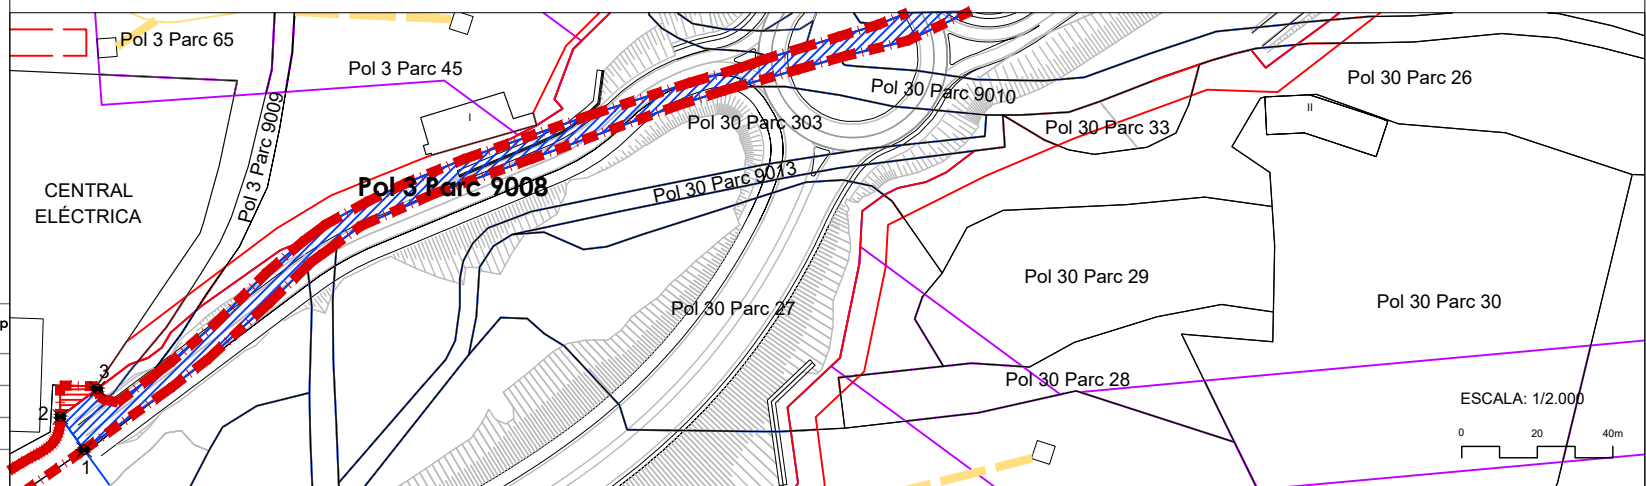 Pol 3 Parc 65
Pol 3 Parc 45
Pol 30 Parc 26
Pol 30 Parc 9010
I
II
Pol 30 Parc 303
Pol 30 Parc 33
Pol 3 Parc 9009
Pol 3 Parc 9008
Pol 30 Parc 9013
CENTRAL
ELÉCTRICA
Pol 30 Parc 29
Pol 30 Parc 30
Pol 30 Parc 27
p
3
Pol 30 Parc 28
2
1
ESCALA: 1/2.000
0 20 40m